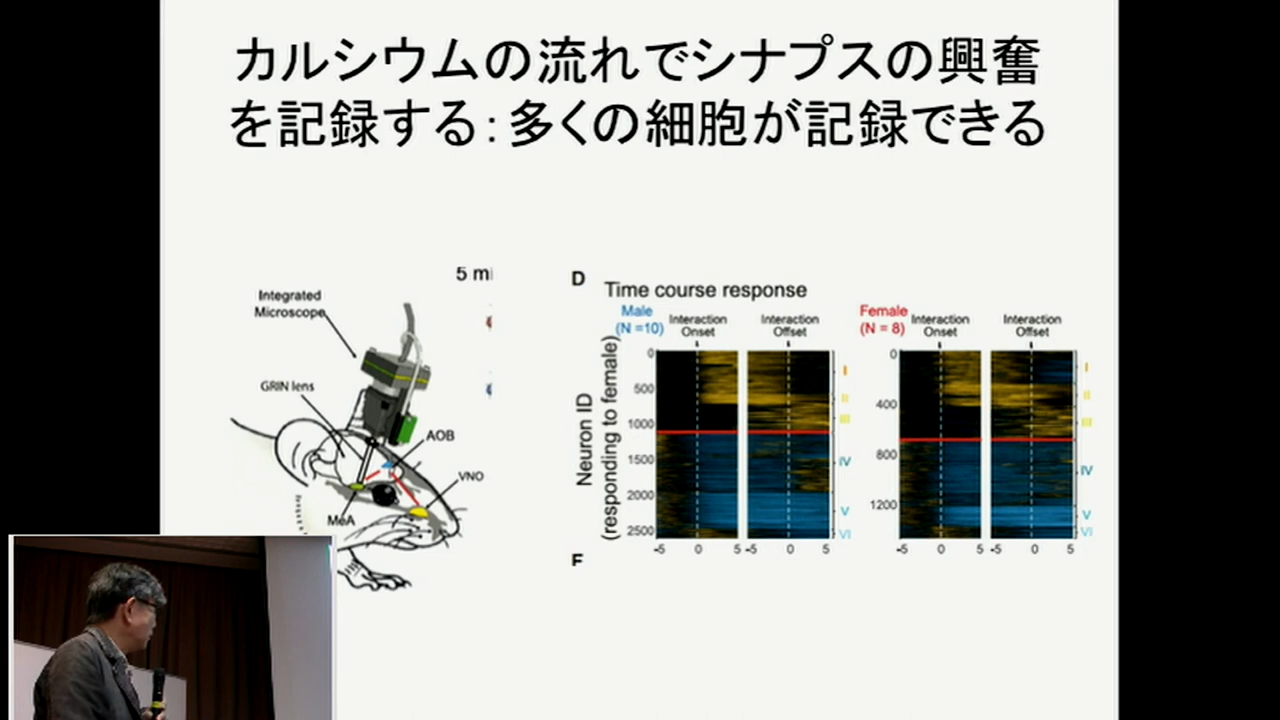 カルシウムの流れでシナプスの興奮
を記録する：多くの細胞が記録できる
5 mi
Integrated
Microscope
GRIN lens
AOB
VNO
MeA
D
Time course response
Male
(N =10)
Interaction
Onset
Interaction
Offset
Female
(N = 8)
Interaction
Onset
Interaction
Offset
Neuron ID
(responding to female)
0
500
1000
1500
2000
2500
I
II
III
IV
V
VI
0
400
800
1200
I
II
III
IV
V
VI
-5 0 5 -5 0 5
-5 0 5 -5 0 5